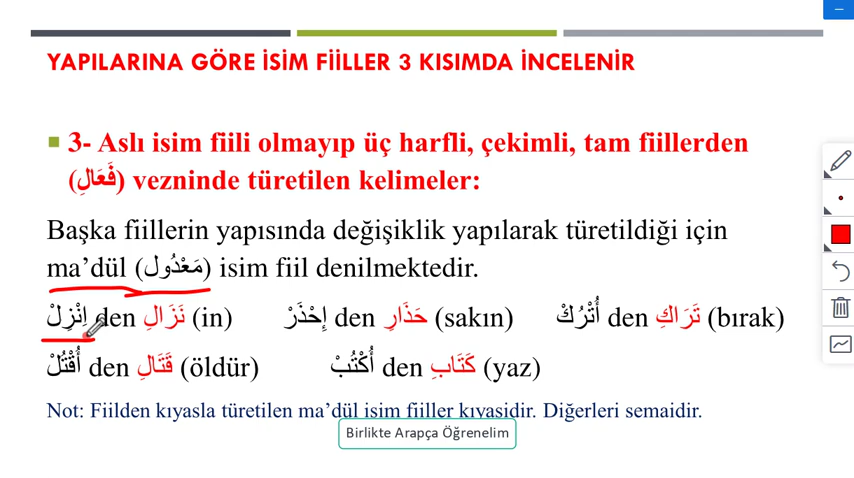 YAPILARINA GÖRE İSİM FİİLLER 3 KISIMDA İNCELENİR
3- Aslı isim fiili olmayıp üç harfli, çekimli, tam fiillerden
(فَعَالِ) vezninde türetilen kelimeler:
Başka fiillerin yapısında değişiklik yapılarak türetildiği için
ma’dül (مَعْدُول) isim fiil denilmektedir.
اِنْزِلْ den نَزَالِ (in) إِحْذَرْ den حَذَارِ (sakın) أُتْرُكْ den تَرَاكِ (bırak)
أُقْتُلْ den قَتَالِ (öldür) أُكْتُبْ den كَتَابِ (yaz)
Not: Fiilden kıyasla türetilen ma’dül isim fiiller kıyasidir. Diğerleri semaidir.
Birlikte Arapça Öğrenelim